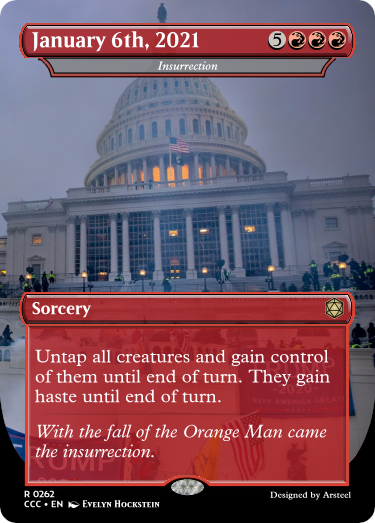 January 6th, 2021 5
Insurrection
Sorcery
Untap all creatures and gain control
of them until end of turn. They gain
haste until end of turn.
With the fall of the Orange Man came
the insurrection.
R 0262
CCC • EN Evelyn Hockstein
Designed by Arsteel